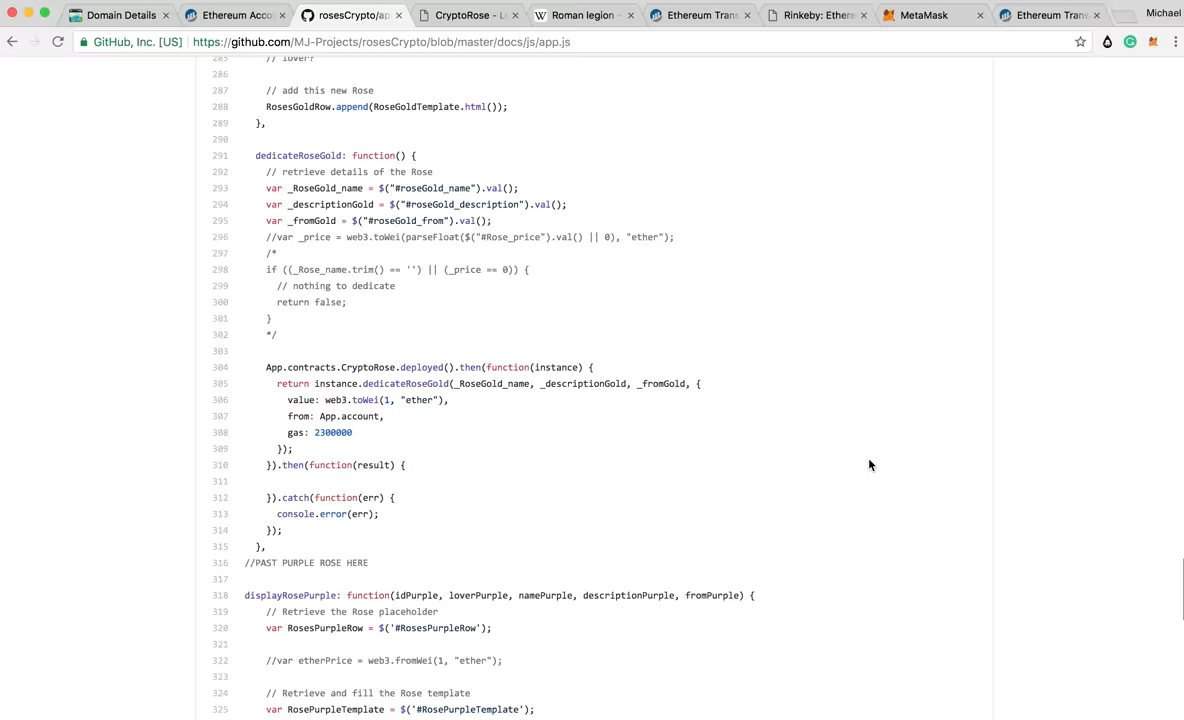 Domain Details
Ethereum Acco
rosesCrypto/ap
CryptoRose - L
Roman legion -
Ethereum Tran
Rinkeby: Ethere
MetaMask
Ethereum Trans
Michael
GitHub, Inc. [US]
https://github.com/MJ-Projects/rosesCrypto/blob/master/docs/js/app.js
285 // lover?
286
287 // add this new Rose
288 RosesGoldRow.append(RoseGoldTemplate.html());
289 },
290
291 dedicateRoseGold: function() {
292 // retrieve details of the Rose
293 var _RoseGold_name = $("#roseGold_name").val();
294 var _descriptionGold = $("#roseGold_description").val();
295 var _fromGold = $("#roseGold_from").val();
296 //var _price = web3.toWei(parseFloat($("#Rose_price").val() || 0), "ether");
297 /*
298 if ((_Rose_name.trim() == '') || (_price == 0)) {
299 // nothing to dedicate
300 return false;
301 }
302 */
303
304 App.contracts.CryptoRose.deployed().then(function(instance) {
305 return instance.dedicateRoseGold(_RoseGold_name, _descriptionGold, _fromGold, {
306 value: web3.toWei(1, "ether"),
307 from: App.account,
308 gas: 2300000
309 });
310 }).then(function(result) {
311
312 }).catch(function(err) {
313 console.error(err);
314 });
315 },
316 //PAST PURPLE ROSE HERE
317
318 displayRosePurple: function(idPurple, loverPurple, namePurple, descriptionPurple, fromPurple) {
319 // Retrieve the Rose placeholder
320 var RosesPurpleRow = $('#RosesPurpleRow');
321
322 //var etherPrice = web3.fromWei(1, "ether");
323
324 // Retrieve and fill the Rose template
325 var RosePurpleTemplate = $('#RosePurpleTemplate');